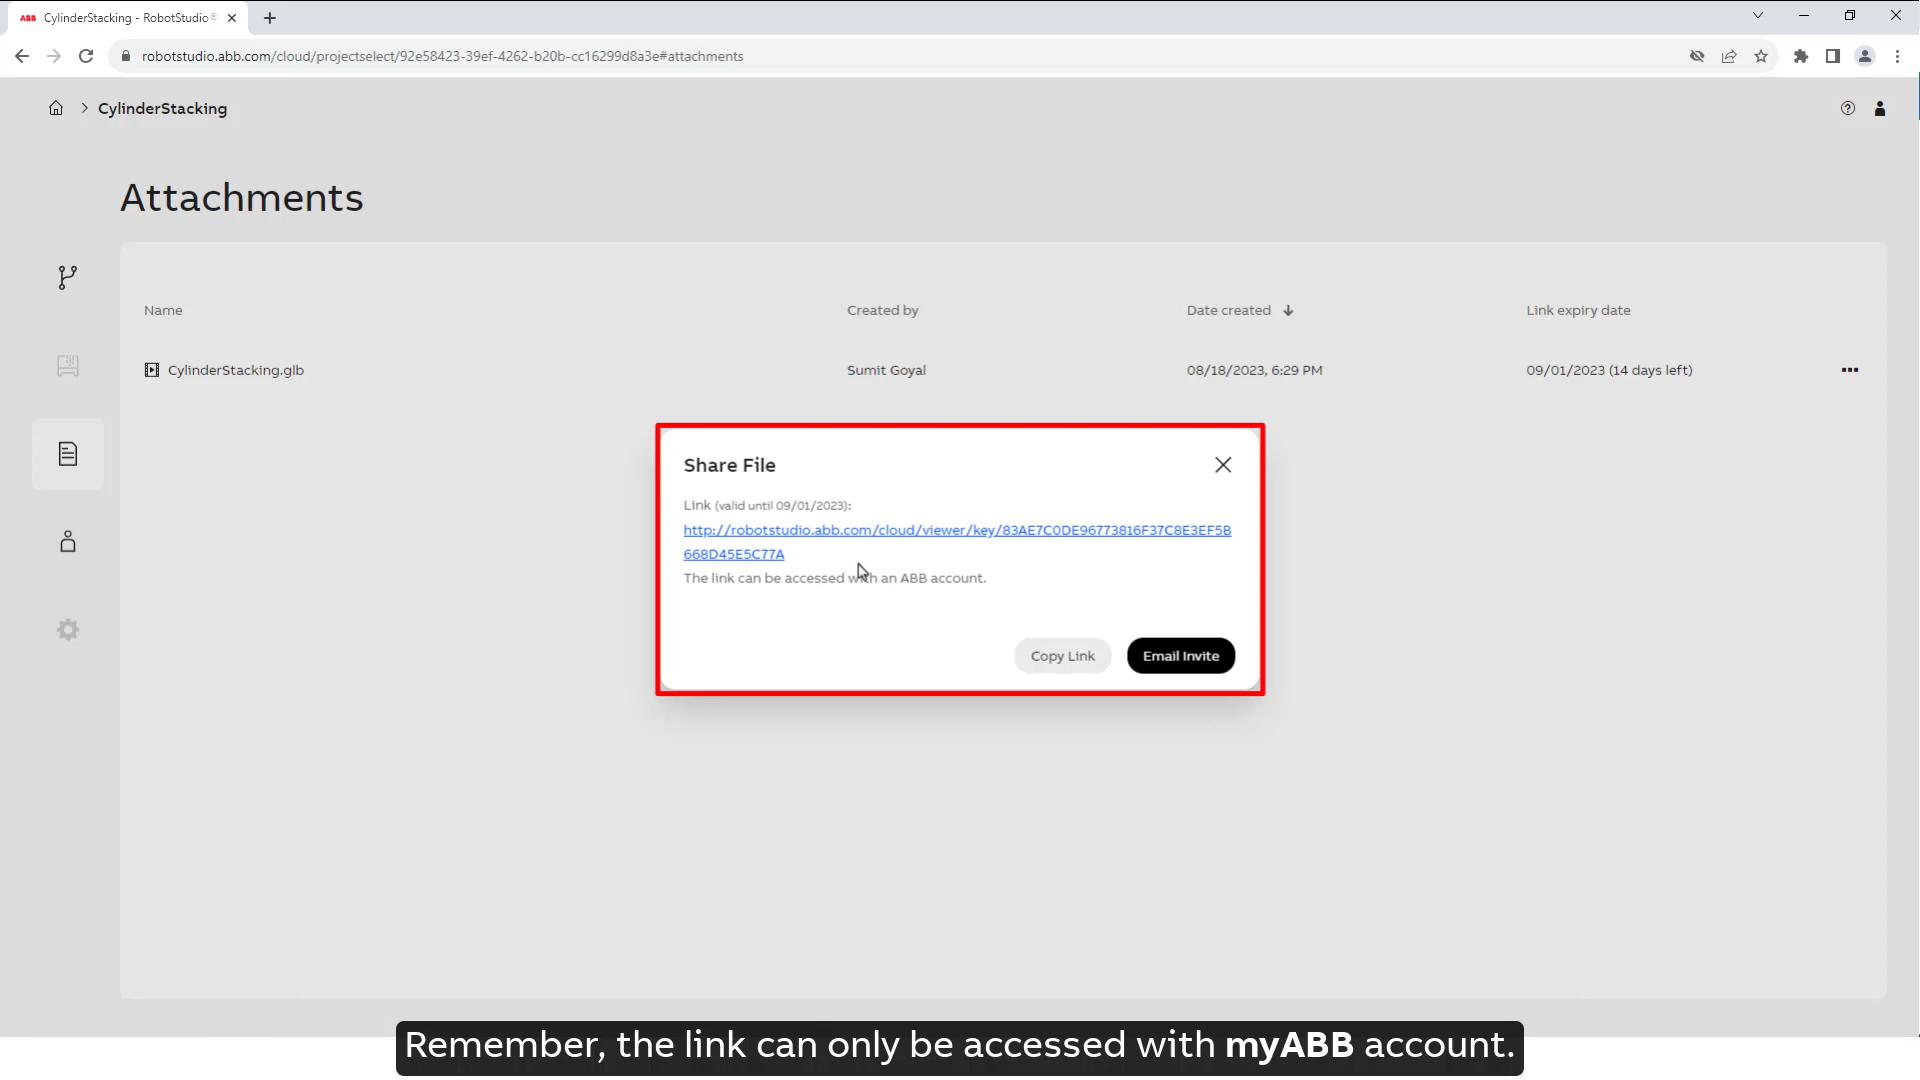 ABB CylinderStacking - RobotStudio®
robotstudio.abb.com/cloud/projectselect/92e58423-39ef-4262-b20b-cc16299d8a3e#attachments
CylinderStacking
Attachments
Name Created by Date created Link expiry date
CylinderStacking.glb Sumit Goyal 08/18/2023, 6:29 PM 09/01/2023 (14 days left)
Share File
Link (valid until 09/01/2023):
http://robotstudio.abb.com/cloud/viewer/key/83AE7C0DE96773816F37C8E3EF5B
668D45E5C77A
The link can be accessed with an ABB account.
Copy Link Email Invite
Remember, the link can only be accessed with myABB account.